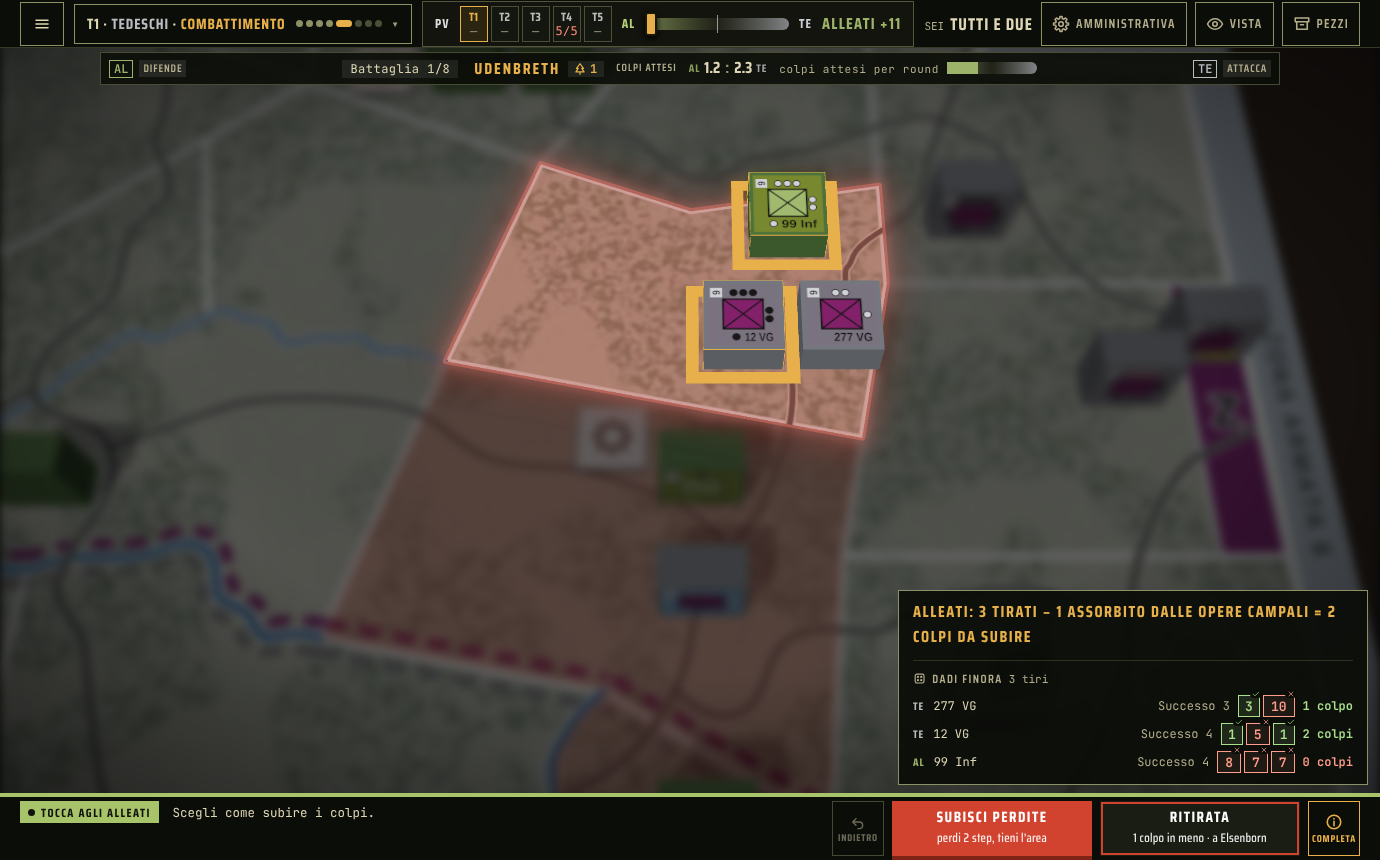 T1 · TEDESCHI · COMBATTIMENTO
PV
T1 –
T2 –
T3 –
T4 5/5
T5 –
AL
TE ALLEATI +11
SEI TUTTI E DUE
AMMINISTRATIVA
VISTA
PEZZI
AL DIFENDE
Battaglia 1/8
UDENBRETH
1
COLPI ATTESI
AL 1.2 : 2.3 TE
colpi attesi per round
TE ATTACCA
6
99 Inf
6
12 VG
6
277 VG
ALLEATI: 3 TIRATI – 1 ASSORBITO DALLE OPERE CAMPALI = 2
COLPI DA SUBIRE
DADI FINORA 3 tiri
TE 277 VG Successo 3 3 10 1 colpo
TE 12 VG Successo 4 1 5 1 2 colpi
AL 99 Inf Successo 4 8 7 7 0 colpi
TOCCA AGLI ALLEATI
Scegli come subire i colpi.
INDIETRO
SUBISCI PERDITE
perdi 2 step, tieni l'area
RITIRATA
1 colpo in meno · a Elsenborn
COMPLETA